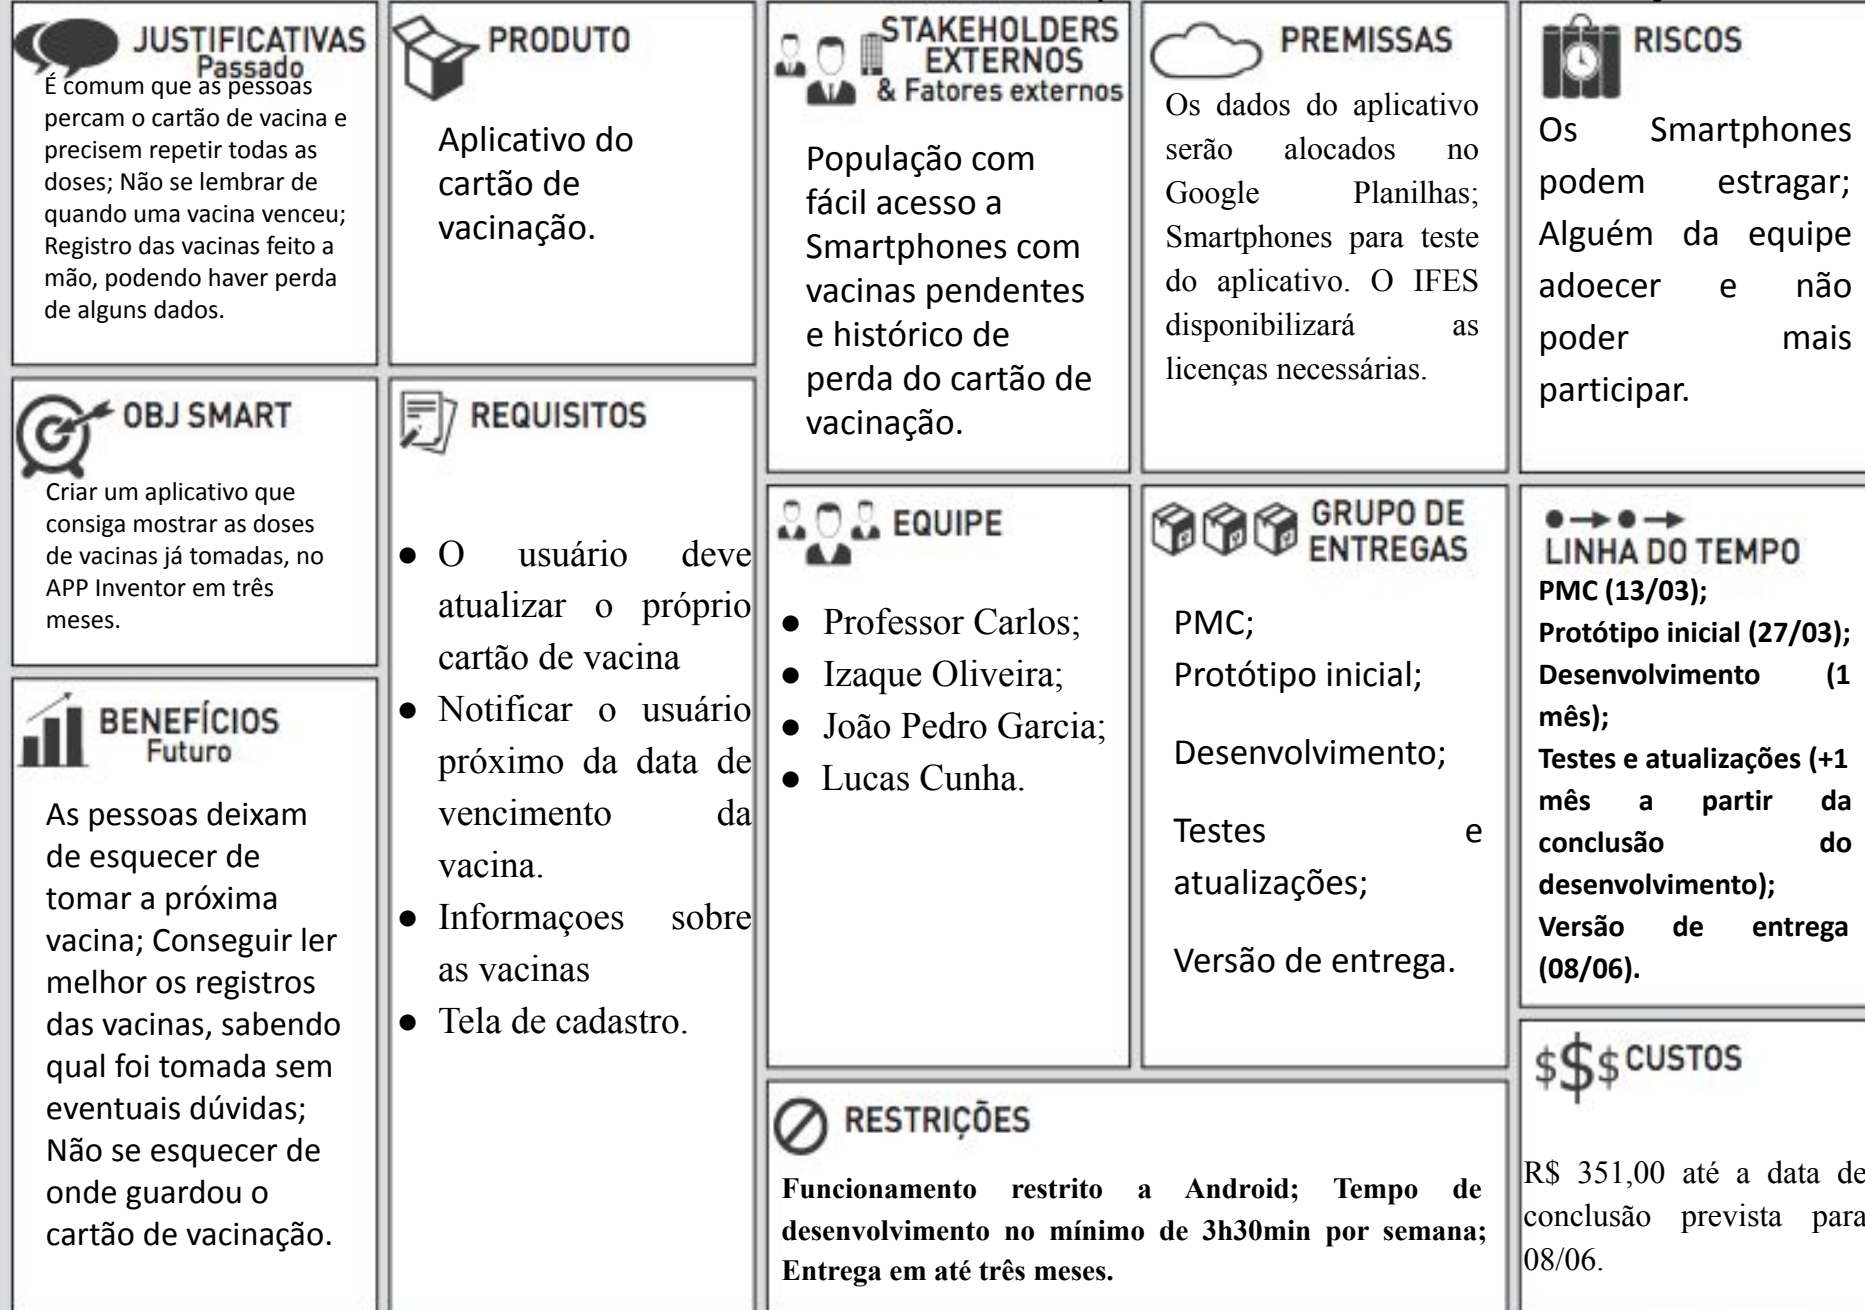 JUSTIFICATIVAS
Passado
É comum que as pessoas
percam o cartão de vacina e
precisem repetir todas as
doses; Não se lembrar de
quando uma vacina venceu;
Registro das vacinas feito a
mão, podendo haver perda
de alguns dados.
OBJ SMART
Criar um aplicativo que
consiga mostrar as doses
de vacinas já tomadas, no
APP Inventor em três
meses.
BENEFÍCIOS
Futuro
As pessoas deixam
de esquecer de
tomar a próxima
vacina; Conseguir ler
melhor os registros
das vacinas, sabendo
qual foi tomada sem
eventuais dúvidas;
Não se esquecer de
onde guardou o
cartão de vacinação.
PRODUTO
Aplicativo do
cartão de
vacinação.
REQUISITOS
● O usuário deve
atualizar o próprio
cartão de vacina
● Notificar o usuário
próximo da data de
vencimento da
vacina.
● Informaçoes sobre
as vacinas
● Tela de cadastro.
STAKEHOLDERS
EXTERNOS
& Fatores externos
População com
fácil acesso a
Smartphones com
vacinas pendentes
e histórico de
perda do cartão de
vacinação.
EQUIPE
● Professor Carlos;
● Izaque Oliveira;
● João Pedro Garcia;
● Lucas Cunha.
PREMISSAS
Os dados do aplicativo
serão alocados no
Google Planilhas;
Smartphones para teste
do aplicativo. O IFES
disponibilizará as
licenças necessárias.
GRUPO DE
ENTREGAS
PMC;
Protótipo inicial;
Desenvolvimento;
Testes e
atualizações;
Versão de entrega.
RESTRIÇÕES
Funcionamento restrito a Android; Tempo de
desenvolvimento no mínimo de 3h30min por semana;
Entrega em até três meses.
RISCOS
Os Smartphones
podem estragar;
Alguém da equipe
adoecer e não
poder mais
participar.
LINHA DO TEMPO
PMC (13/03);
Protótipo inicial (27/03);
Desenvolvimento (1
mês);
Testes e atualizações (+1
mês a partir da
conclusão do
desenvolvimento);
Versão de entrega
(08/06).
$$$ CUSTOS
R$ 351,00 até a data de
conclusão prevista para
08/06.